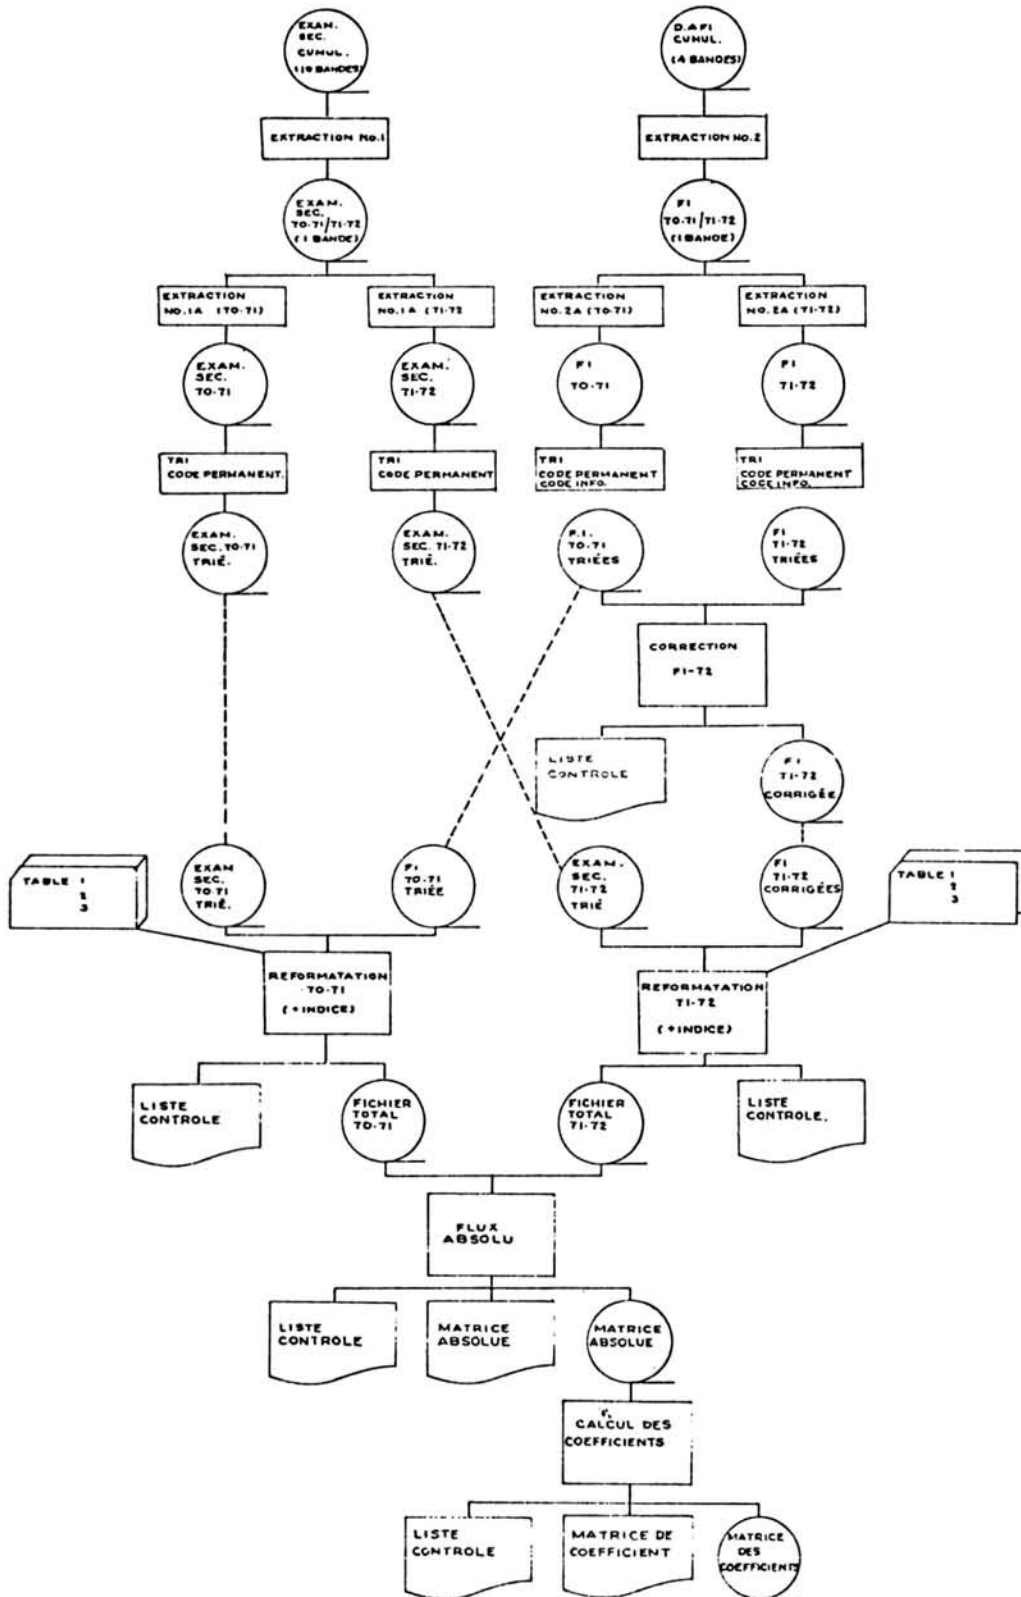 EXAM.
SEC.
CUMUL.
(10 BANDES)
D.A FI
CUMUL.
(4 BANDES)
EXTRACTION NO.1
EXTRACTION NO.2
EXAM.
SEC.
70-71/71-72
(1 BANDE)
FI
70-71/71-72
(1 BANDE)
EXTRACTION
NO.1A (70-71)
EXTRACTION
NO.1A (71-72
EXTRACTION
NO.2A (70-71)
EXTRACTION
NO.2A (71-72)
EXAM.
SEC.
70-71
EXAM.
SEC.
71-72
FI
70-71
FI
71-72
TRI
CODE PERMANENT.
TRI
CODE PERMANENT
TRI
CODE PERMANENT
CODE INFO.
TRI
CODE PERMANENT
CODE INFO.
EXAM.
SEC. 70-71
TRIÉ.
EXAM.
SEC. 71-72
TRIÉ.
F.I.
70-71
TRIÉES
FI
71-72
TRIÉES
CORRECTION
FI-72
LISTE
CONTROLE
FI
71-72
CORRIGÉE
TABLE 1
2
3
EXAM
SEC.
70-71
TRIÉ.
FI
70-71
TRIÉE
EXAM.
SEC.
71-72
TRIÉ
FI
71-72
CORRIGÉES
TABLE 1
2
3
REFORMATATION
70-71
(+INDICE)
REFORMATATION
71-72
(+INDICE)
LISTE
CONTROLE
FICHIER
TOTAL
70-71
FICHIER
TOTAL
71-72
LISTE
CONTROLE.
FLUX
ABSOLU
LISTE
CONTROLE
MATRICE
ABSOLUE
MATRICE
ABSOLUE
CALCUL DES
COEFFICIENTS
LISTE
CONTROLE
MATRICE DE
COEFFICIENT
MATRICE
DES
COEFFICIENTS